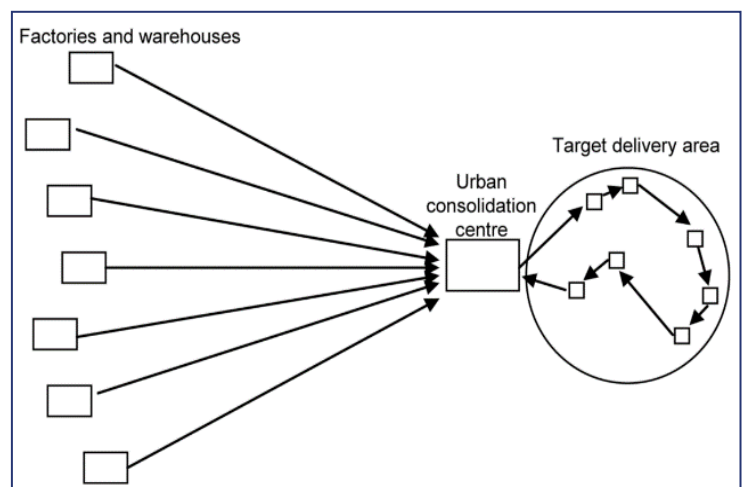 Factories and warehouses
Target delivery area
Urban
consolidation
centre